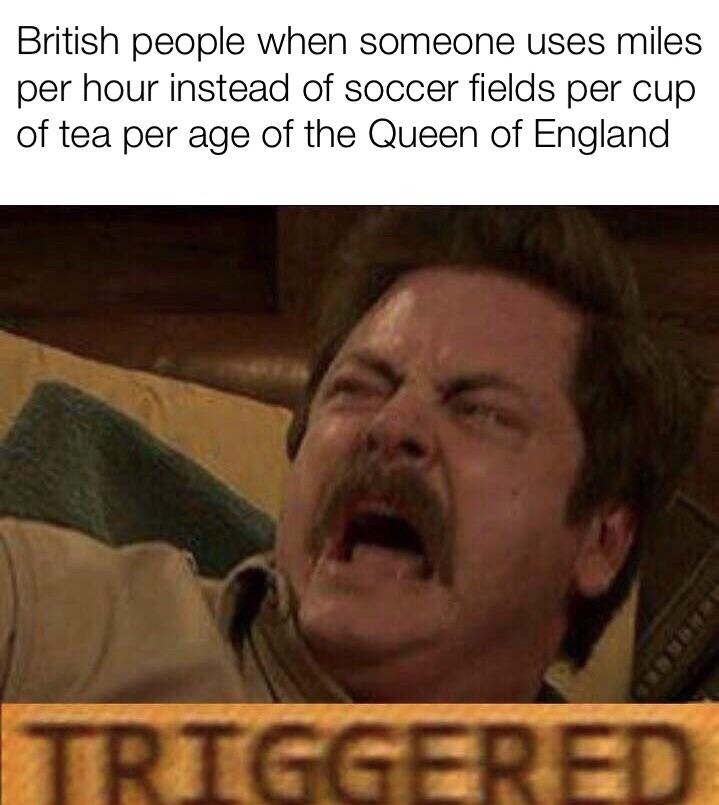 British people when someone uses miles
per hour instead of soccer fields per cup
of tea per age of the Queen of England
TRIGGERED